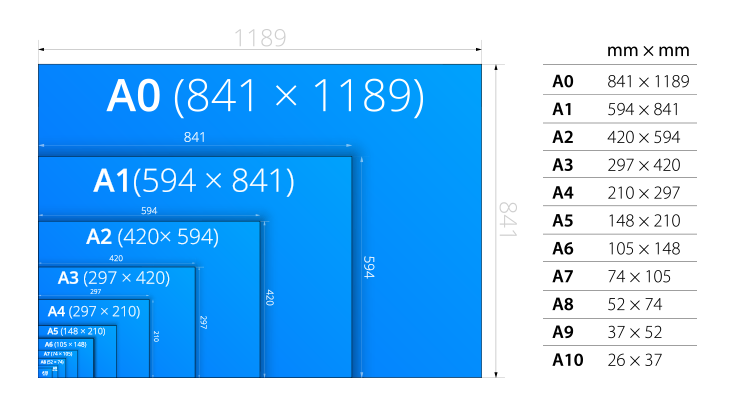 1189
A0 (841 × 1189)
841
A1(594 × 841)
594
A2 (420× 594)
420
A3 (297 × 420)
297
A4 (297 × 210)
A5 (148 × 210)
A6 (105 × 148)
A7 (74 × 105)
A8 (52 × 74)
210
297
420
594
841
mm × mm
A0 841 × 1189
A1 594 × 841
A2 420 × 594
A3 297 × 420
A4 210 × 297
A5 148 × 210
A6 105 × 148
A7 74 × 105
A8 52 × 74
A9 37 × 52
A10 26 × 37